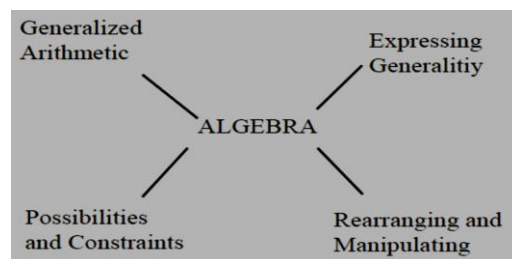 Generalized
Arithmetic
Expressing
Generalitiy
ALGEBRA
Possibilities
and Constraints
Rearranging and
Manipulating